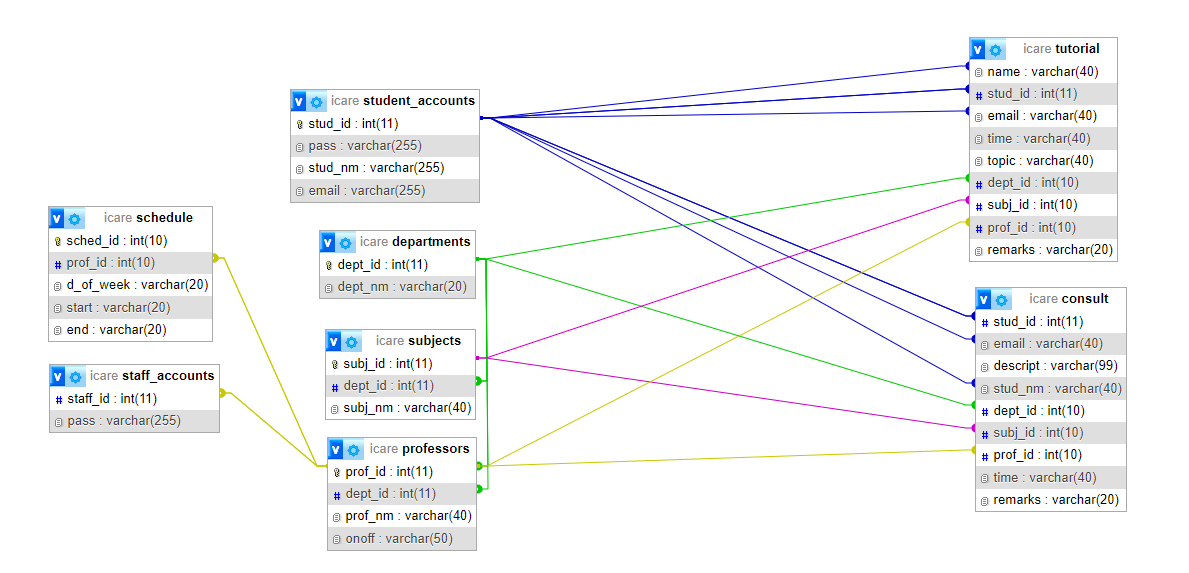 icare student_accounts
stud_id : int(11)
pass : varchar(255)
stud_nm : varchar(255)
email : varchar(255)
icare schedule
sched_id : int(10)
prof_id : int(10)
d_of_week : varchar(20)
start : varchar(20)
end : varchar(20)
icare staff_accounts
staff_id : int(11)
pass : varchar(255)
icare departments
dept_id : int(11)
dept_nm : varchar(20)
icare subjects
subj_id : int(11)
dept_id : int(11)
subj_nm : varchar(40)
icare professors
prof_id : int(11)
dept_id : int(11)
prof_nm : varchar(40)
onoff : varchar(50)
icare tutorial
name : varchar(40)
stud_id : int(11)
email : varchar(40)
time : varchar(40)
topic : varchar(40)
dept_id : int(10)
subj_id : int(10)
prof_id : int(10)
remarks : varchar(20)
icare consult
stud_id : int(11)
email : varchar(40)
descript : varchar(99)
stud_nm : varchar(40)
dept_id : int(10)
subj_id : int(10)
prof_id : int(10)
time : varchar(40)
remarks : varchar(20)